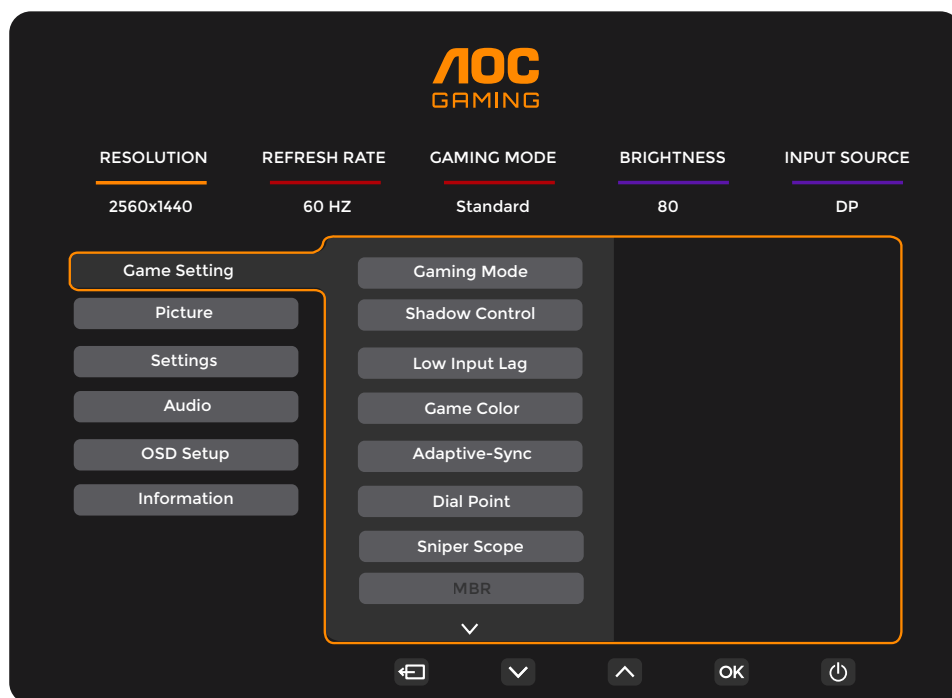 AOC
GAMING
RESOLUTION REFRESH RATE GAMING MODE BRIGHTNESS INPUT SOURCE
2560x1440 60 HZ Standard 80 DP
Game Setting
Picture
Settings
Audio
OSD Setup
Information
Gaming Mode
Shadow Control
Low Input Lag
Game Color
Adaptive-Sync
Dial Point
Sniper Scope
MBR
OK